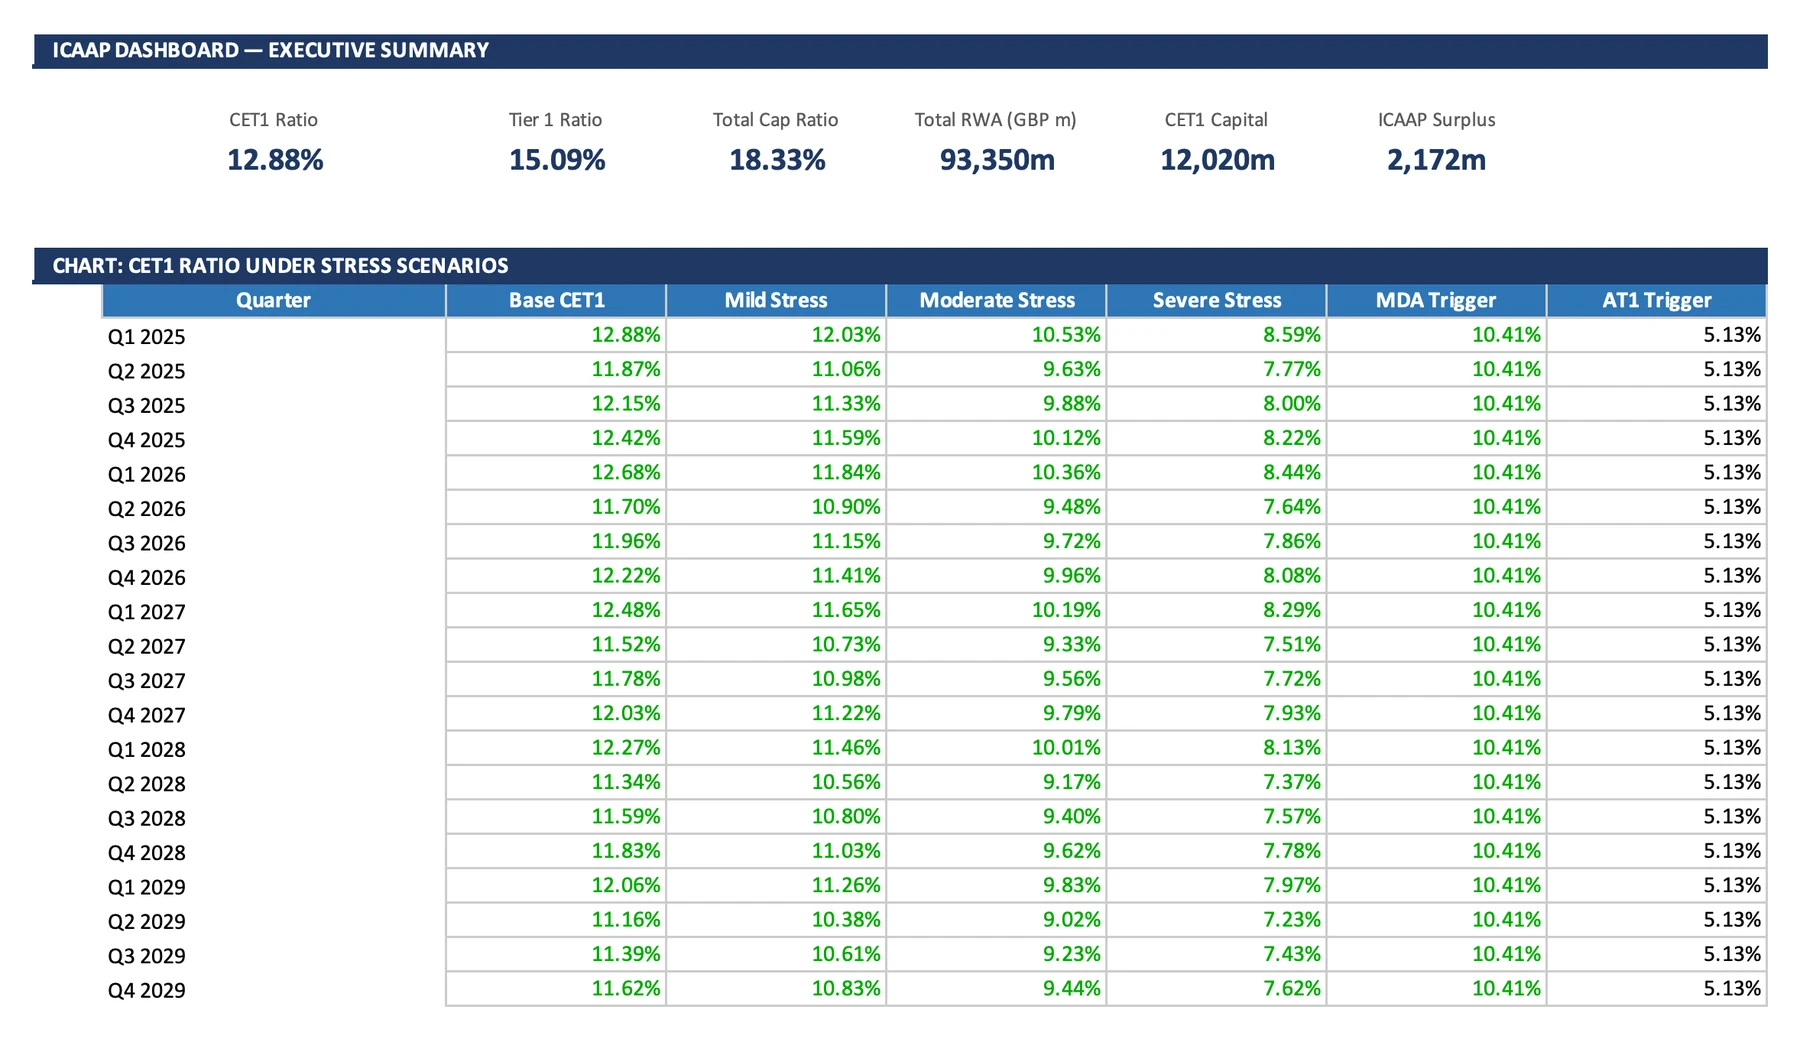 ICAAP DASHBOARD — EXECUTIVE SUMMARY
CET1 Ratio Tier 1 Ratio Total Cap Ratio Total RWA (GBP m) CET1 Capital ICAAP Surplus
12.88% 15.09% 18.33% 93,350m 12,020m 2,172m
CHART: CET1 RATIO UNDER STRESS SCENARIOS
Quarter Base CET1 Mild Stress Moderate Stress Severe Stress MDA Trigger AT1 Trigger
Q1 2025 12.88% 12.03% 10.53% 8.59% 10.41% 5.13%
Q2 2025 11.87% 11.06% 9.63% 7.77% 10.41% 5.13%
Q3 2025 12.15% 11.33% 9.88% 8.00% 10.41% 5.13%
Q4 2025 12.42% 11.59% 10.12% 8.22% 10.41% 5.13%
Q1 2026 12.68% 11.84% 10.36% 8.44% 10.41% 5.13%
Q2 2026 11.70% 10.90% 9.48% 7.64% 10.41% 5.13%
Q3 2026 11.96% 11.15% 9.72% 7.86% 10.41% 5.13%
Q4 2026 12.22% 11.41% 9.96% 8.08% 10.41% 5.13%
Q1 2027 12.48% 11.65% 10.19% 8.29% 10.41% 5.13%
Q2 2027 11.52% 10.73% 9.33% 7.51% 10.41% 5.13%
Q3 2027 11.78% 10.98% 9.56% 7.72% 10.41% 5.13%
Q4 2027 12.03% 11.22% 9.79% 7.93% 10.41% 5.13%
Q1 2028 12.27% 11.46% 10.01% 8.13% 10.41% 5.13%
Q2 2028 11.34% 10.56% 9.17% 7.37% 10.41% 5.13%
Q3 2028 11.59% 10.80% 9.40% 7.57% 10.41% 5.13%
Q4 2028 11.83% 11.03% 9.62% 7.78% 10.41% 5.13%
Q1 2029 12.06% 11.26% 9.83% 7.97% 10.41% 5.13%
Q2 2029 11.16% 10.38% 9.02% 7.23% 10.41% 5.13%
Q3 2029 11.39% 10.61% 9.23% 7.43% 10.41% 5.13%
Q4 2029 11.62% 10.83% 9.44% 7.62% 10.41% 5.13%